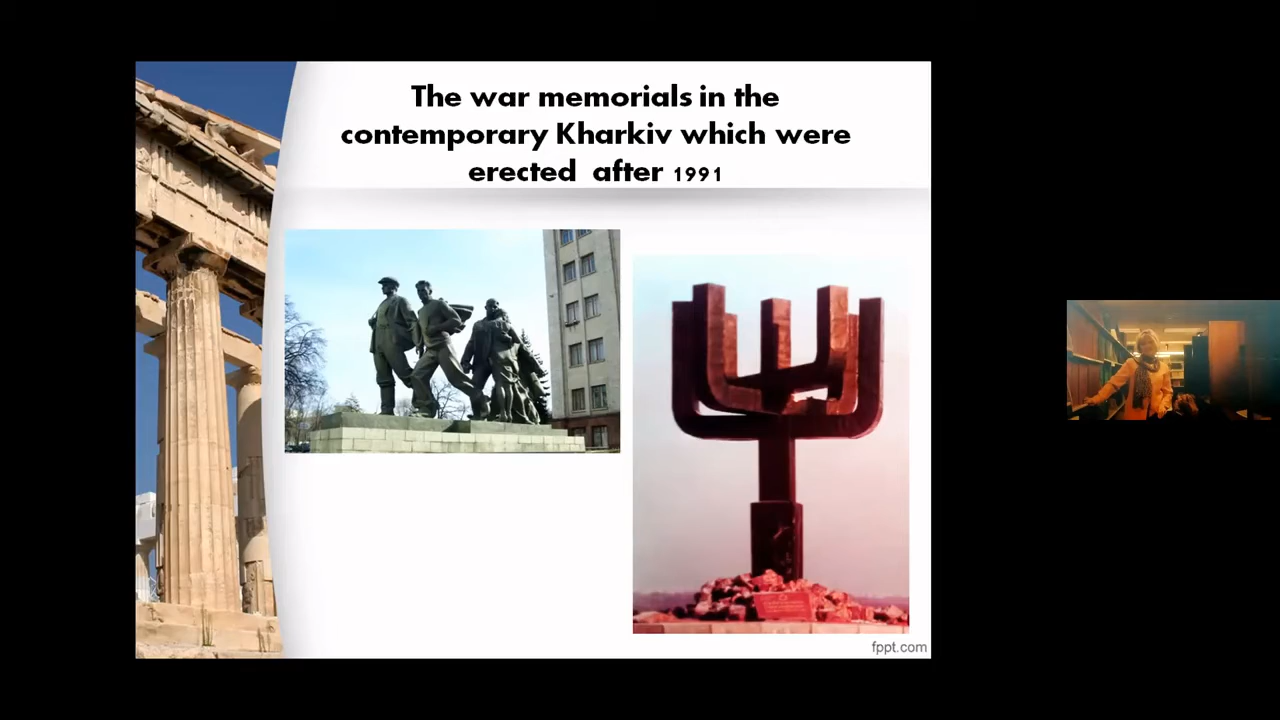 The war memorials in the
contemporary Kharkiv which were
erected after 1991
fppt.com